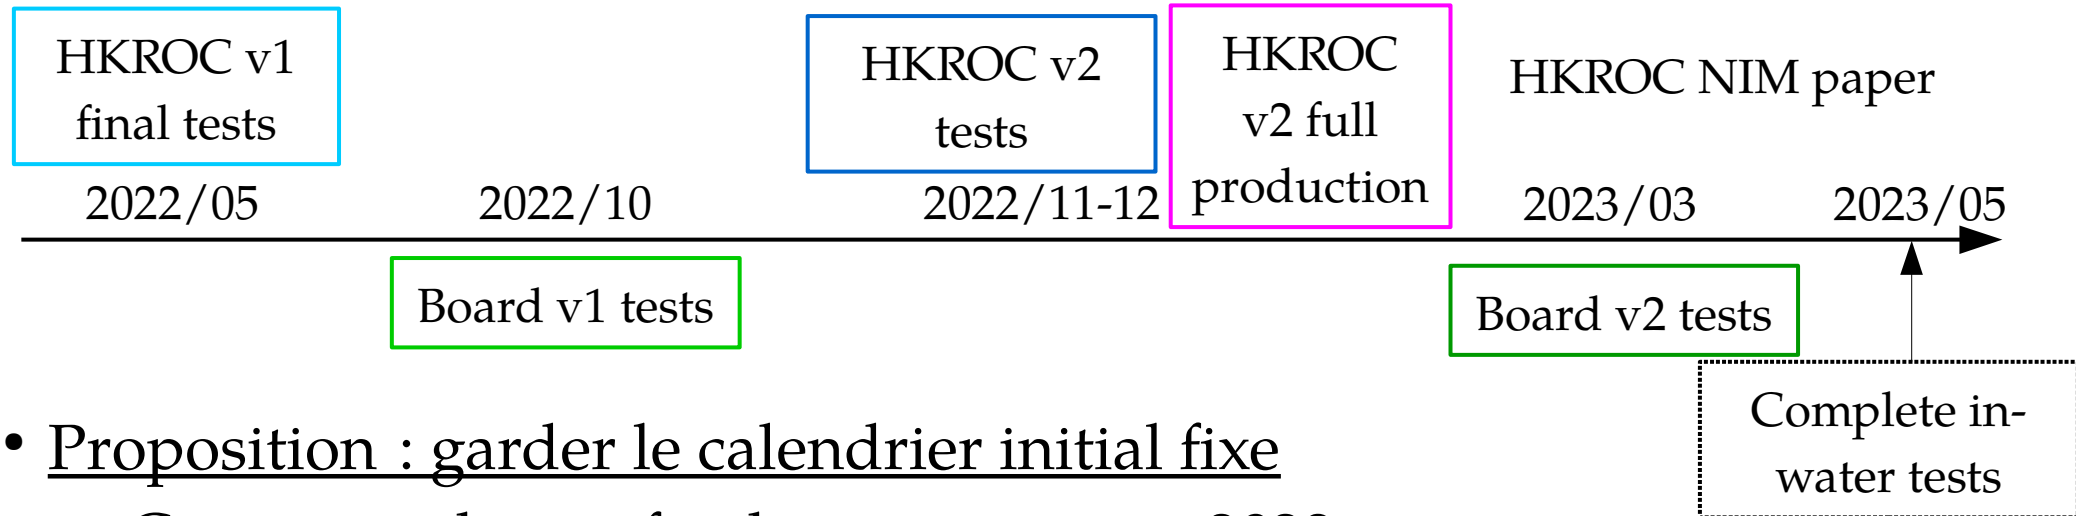 HKROC v1
final tests
HKROC v2
tests
HKROC
v2 full
production
HKROC NIM paper
2022/05
2022/10
2022/11-12
2023/03
2023/05
Board v1 tests
Board v2 tests
Complete in-
water tests
• Proposition : garder le calendrier initial fixe